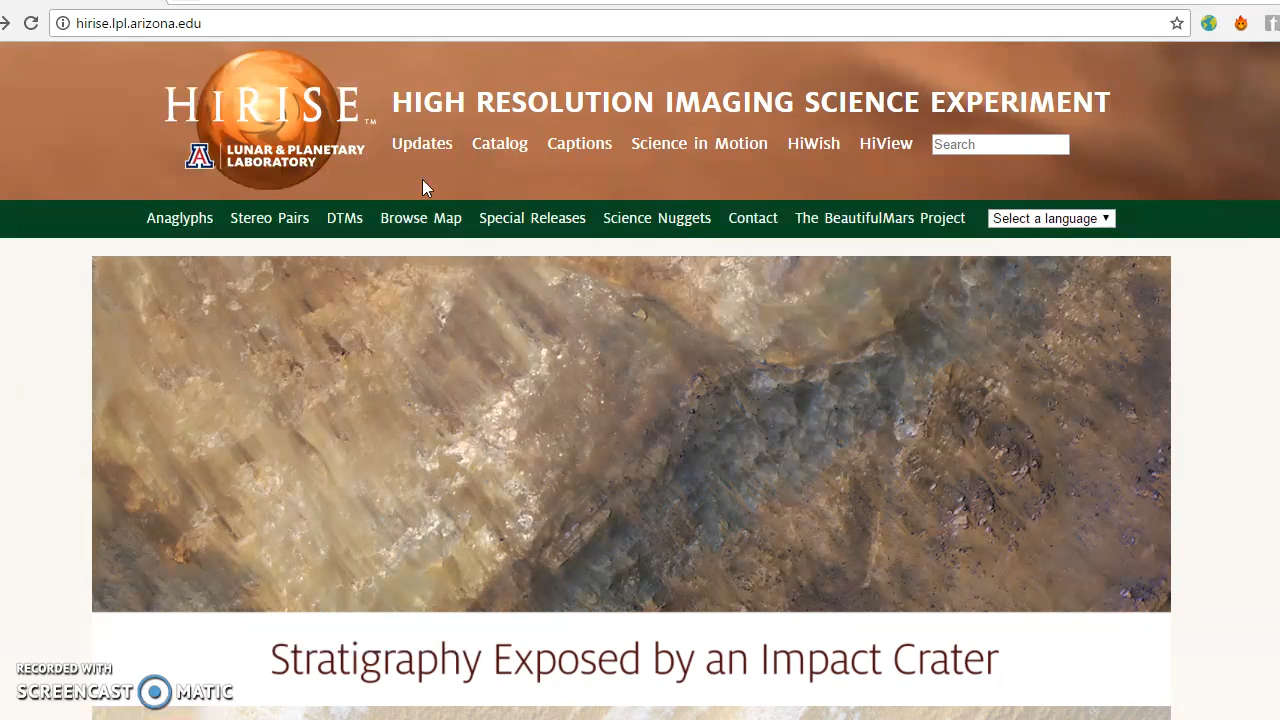 hirise.lpl.arizona.edu
HiRISE™
LUNAR & PLANETARY
LABORATORY
HIGH RESOLUTION IMAGING SCIENCE EXPERIMENT
Updates Catalog Captions Science in Motion HiWish HiView Search
Anaglyphs Stereo Pairs DTMs Browse Map Special Releases Science Nuggets Contact The BeautifulMars Project Select a language
Stratigraphy Exposed by an Impact Crater
RECORDED WITH
SCREENCAST MATIC